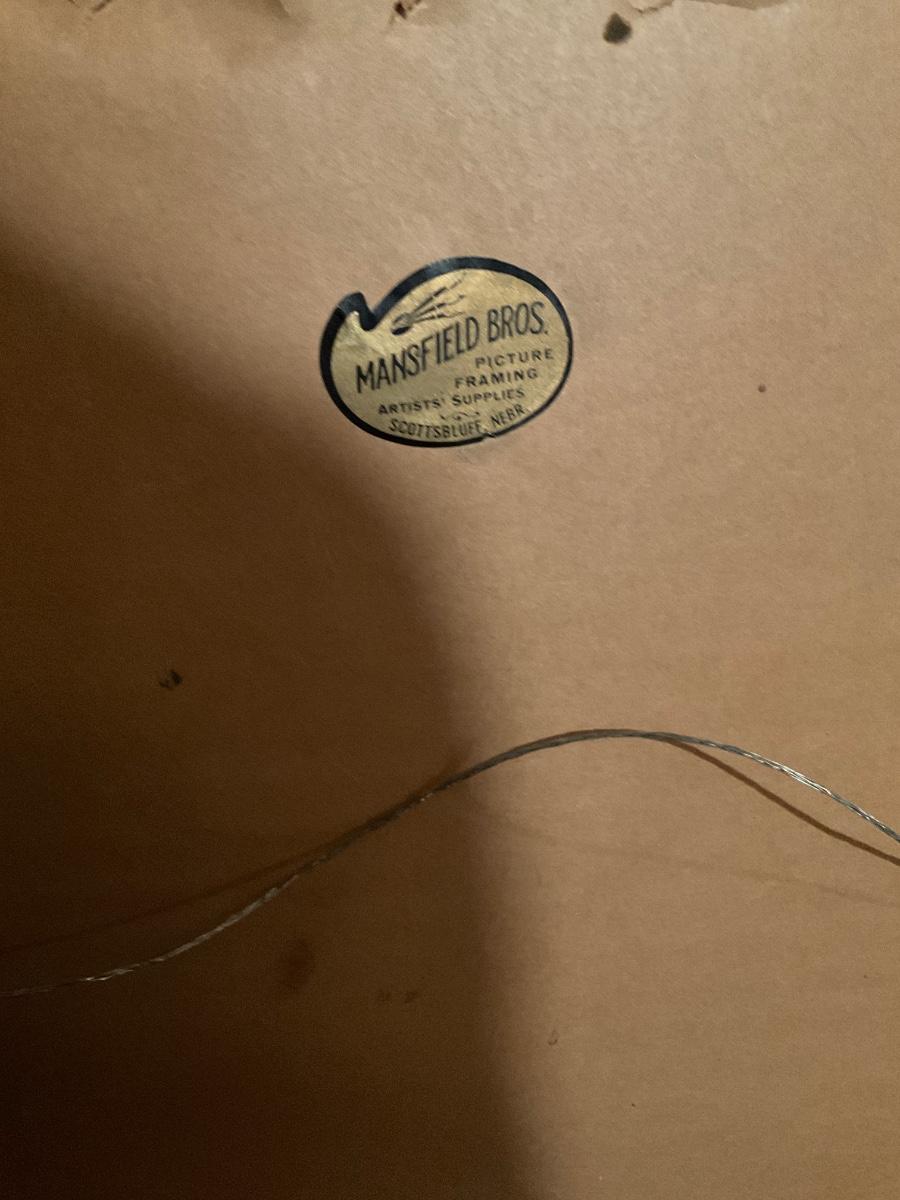 MANSFIELD BROS.
PICTURE
FRAMING
ARTISTS' SUPPLIES
SCOTTSBLUFF, NEBR.